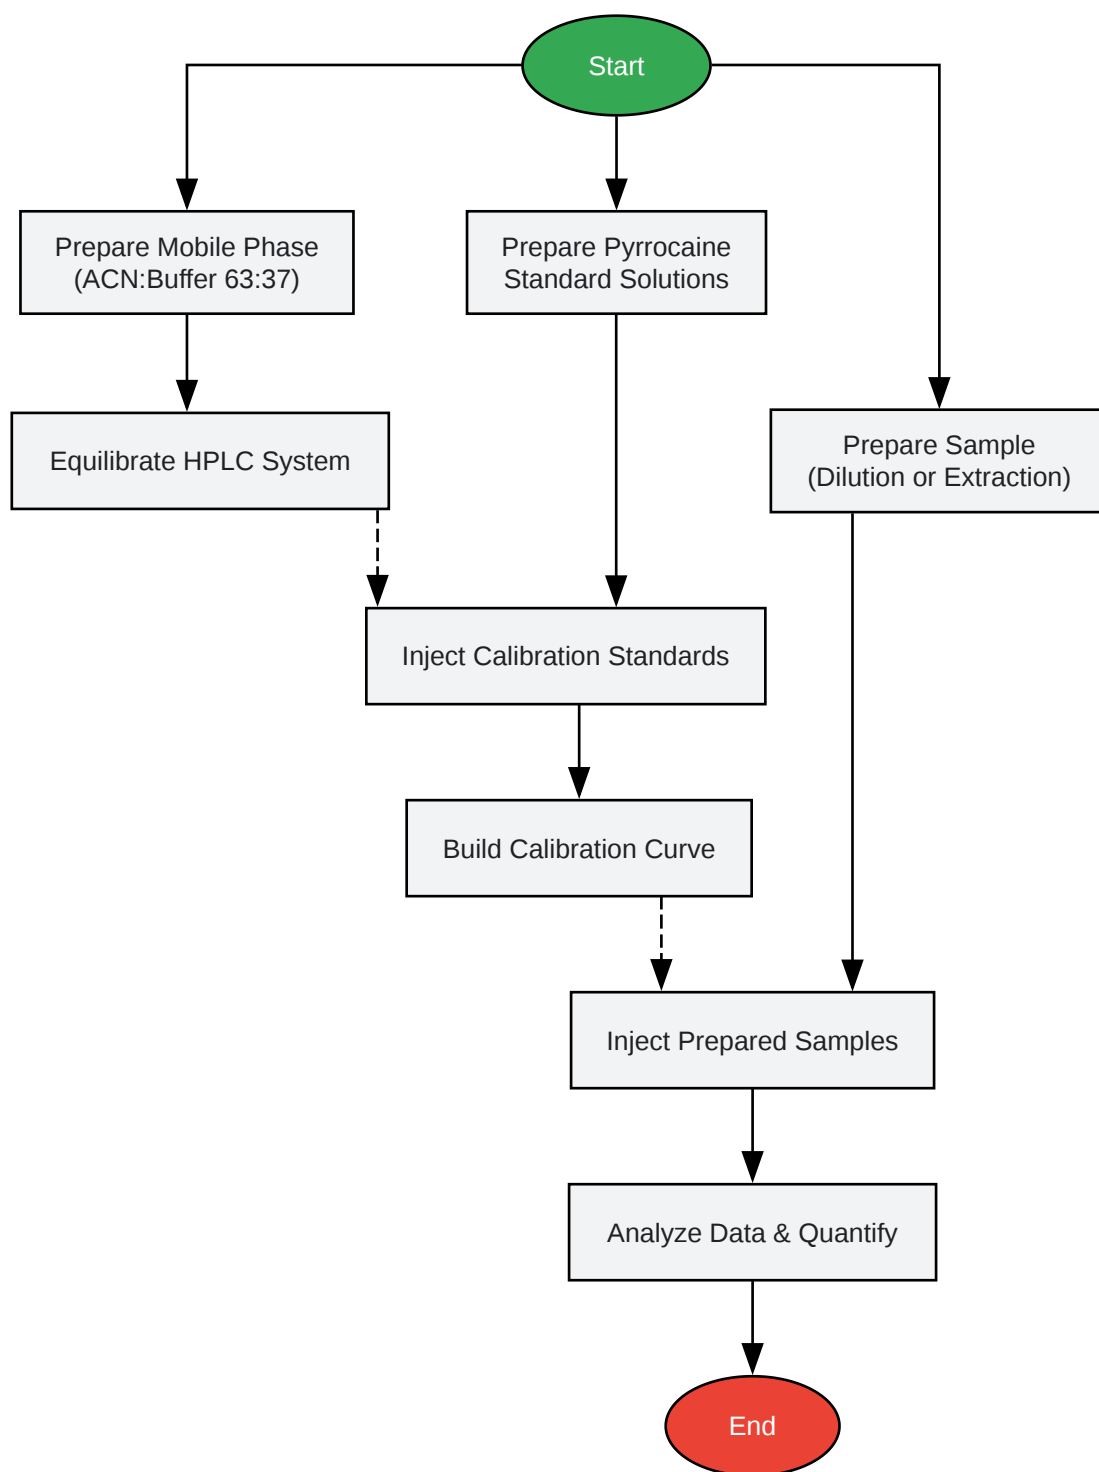 Start
Prepare Mobile Phase
(ACN:Buffer 63:37)
Prepare Pyrrocaine
Standard Solutions
Equilibrate HPLC System
Prepare Sample
(Dilution or Extraction)
Inject Calibration Standards
Build Calibration Curve
Inject Prepared Samples
Analyze Data & Quantify
End